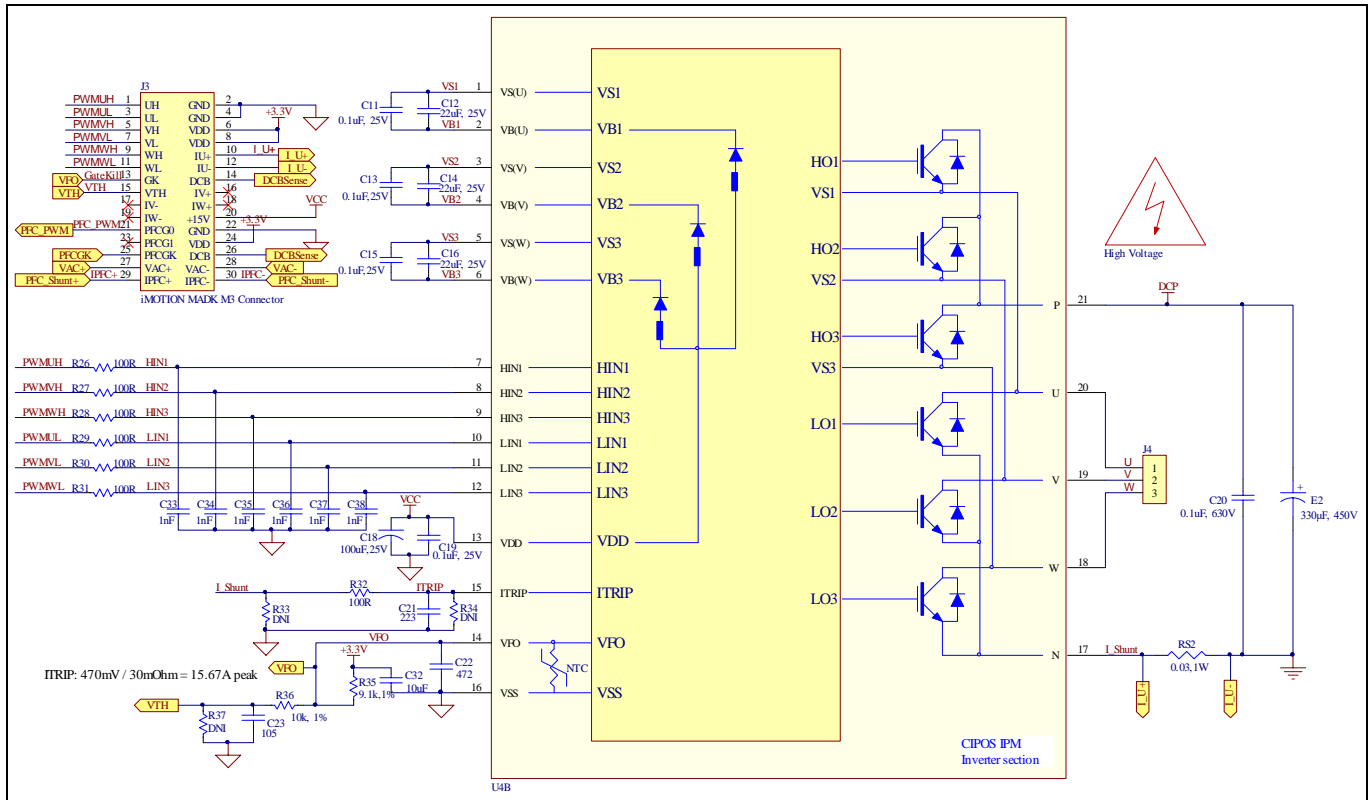 J3
PWMUH 1 UH GND 2
PWMUL 3 UL GND 4
+3.3V
PWMVH 5 VH VDD 6
PWMVL 7 VL VDD 8
PWMWH 9 WH IU+ 10 I_U+ I_U+
PWMWL 11 WL IU- 12 I_U-
VFO GateKill 13 GK DCB 14 DCBSense
VTH VTH 15 VTH IV+ 16
17 IV- IW+ 18
VCC
19 IW- +15V 20
PFC_PWM PFC_PWM 21 PFCG0 GND 22 +3.3V
23 PFCG1 VDD 24
PFCGK 25 PFCGK DCB 26 DCBSense
VAC+ 27 VAC+ VAC- 28 VAC-
PFC_Shunt+ IPFC+ 29 IPFC+ IPFC- 30 IPFC- PFC_Shunt-
iMOTION MADK M3 Connector
C11
0.1uF, 25V
C12
22uF, 25V
VS1 1 VS(U) VS1
VB1 2 VB(U) VB1
C13
0.1uF,25V
C14
22uF, 25V
VS2 3 VS(V) VS2
VB2 4 VB(V) VB2
C15
0.1uF,25V
C16
22uF, 25V
VS3 5 VS(W) VS3
VB3 6 VB(W) VB3
PWMUH R26 100R HIN1 7 HIN1 HIN1
PWMVH R27 100R HIN2 8 HIN2 HIN2
PWMWH R28 100R HIN3 9 HIN3 HIN3
PWMUL R29 100R LIN1 10 LIN1 LIN1
PWMVL R30 100R LIN2 11 LIN2 LIN2
PWMWL R31 100R LIN3 12 LIN3 LIN3
C33
1nF
C34
1nF
C35
1nF
C36
1nF
C37
1nF
C38
1nF
VCC
C18
100uF,25V
C19
0.1uF, 25V
13 VDD VDD
I_Shunt
R32
100R
ITRIP 15 ITRIP ITRIP
R33
DNI
C21
223
R34
DNI
VFO 14 VFO VFO
VFO
+3.3V
C22
472
NTC
16 VSS VSS
ITRIP: 470mV / 30mOhm = 15.67A peak
R35
9.1k,1%
C32
10uF
VTH
R36
10k, 1%
R37
DNI
C23
105
HO1
VS1
HO2
VS2
HO3
VS3
LO1
LO2
LO3
High Voltage
P 21 DCP
U 20
V 19
W 18
J4
U 1
V 2
W 3
C20
0.1uF, 630V
+
E2
330µF, 450V
N 17 I_Shunt
RS2
0.03,1W
I_U+
I_U-
CIPOS IPM
Inverter section
U4B